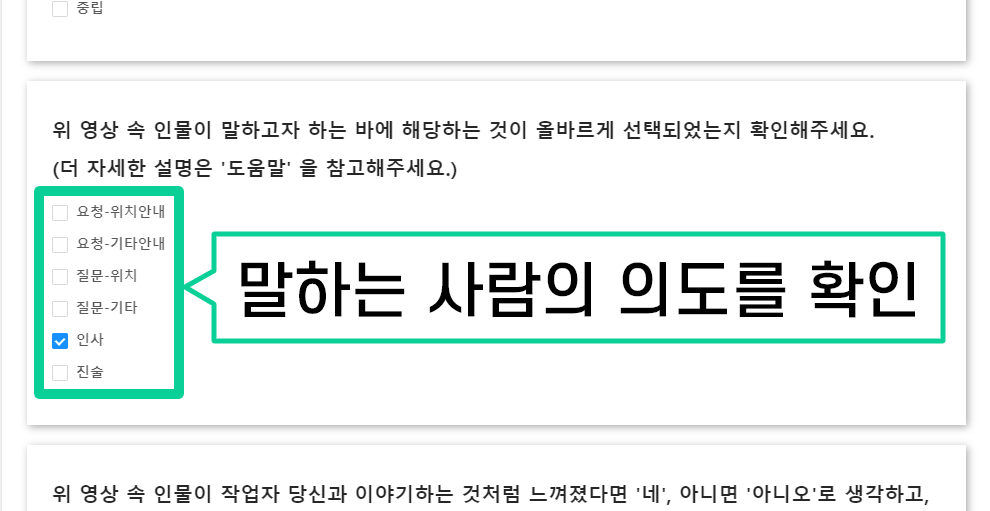 중립
위 영상 속 인물이 말하고자 하는 바에 해당하는 것이 올바르게 선택되었는지 확인해주세요.
(더 자세한 설명은 '도움말' 을 참고해주세요.)
요청-위치안내
요청-기타안내
질문-위치
질문-기타
인사
진술
말하는 사람의 의도를 확인
위 영상 속 인물이 작업자 당신과 이야기하는 것처럼 느껴졌다면 '네', 아니면 '아니오'로 생각하고,